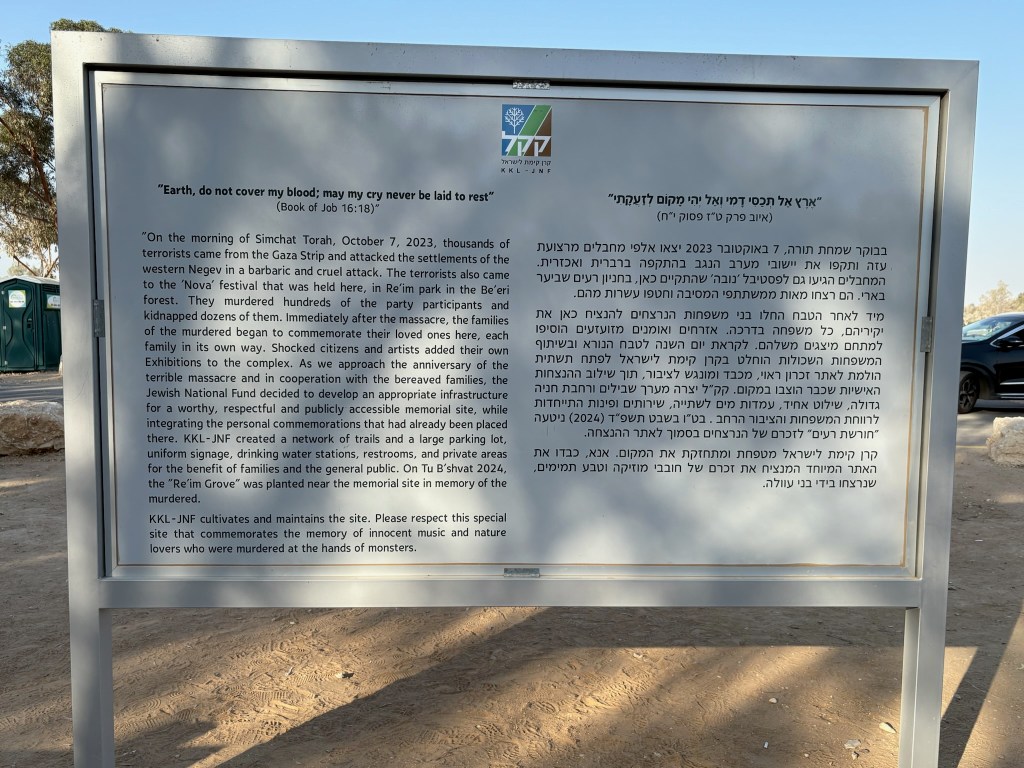 קקל
קרן קימת לישראל
KKL-JNF
"Earth, do not cover my blood; may my cry never be laid to rest"
(Book of Job 16:18)"
"On the morning of Simchat Torah, October 7, 2023, thousands of
terrorists came from the Gaza Strip and attacked the settlements of the
western Negev in a barbaric and cruel attack. The terrorists also came
to the 'Nova' festival that was held here, in Re'im park in the Be'eri
forest. They murdered hundreds of the party participants and
kidnapped dozens of them. Immediately after the massacre, the families
of the murdered began to commemorate their loved ones here, each
family in its own way. Shocked citizens and artists added their own
Exhibitions to the complex. As we approach the anniversary of the
terrible massacre and in cooperation with the bereaved families, the
Jewish National Fund decided to develop an appropriate infrastructure
for a worthy, respectful and publicly accessible memorial site, while
integrating the personal commemorations that had already been placed
there. KKL-JNF created a network of trails and a large parking lot,
uniform signage, drinking water stations, restrooms, and private areas
for the benefit of families and the general public. On Tu B'shvat 2024,
the "Re'im Grove" was planted near the memorial site in memory of the
murdered.
KKL-JNF cultivates and maintains the site. Please respect this special
site that commemorates the memory of innocent music and nature
lovers who were murdered at the hands of monsters.
"אֶרֶץ אַל תְּכַסִּי דָמִי וְאַל יְהִי מָקוֹם לְזַעֲקָתִי"
(איוב פרק ט"ז פסוק י"ח)
בבוקר שמחת תורה, 7 באוקטובר 2023 יצאו אלפי מחבלים מרצועת
עזה ותקפו את יישובי מערב הנגב בהתקפה ברברית ואכזרית.
המחבלים הגיעו גם לפסטיבל 'נובה' שהתקיים כאן, בחניון רעים שביער
בארי. הם רצחו מאות ממשתתפי המסיבה וחטפו עשרות מהם.
מיד לאחר הטבח החלו בני משפחות הנרצחים להנציח כאן את
יקיריהם, כל משפחה בדרכה. אזרחים ואומנים מזועזעים הוסיפו
למתחם מיצגים משלהם. לקראת יום השנה לטבח הנורא ובשיתוף
המשפחות השכולות הוחלט בקרן קימת לישראל לפתח תשתית
הולמת לאתר זכרון ראוי, מכבד ומונגש לציבור, תוך שילוב ההנצחות
האישיות שכבר הוצבו במקום. קק"ל יצרה מערך שבילים ורחבת חניה
גדולה, שילוט אחיד, עמדות מים לשתייה, שירותים ופינות התייחדות
לרווחת המשפחות והציבור הרחב . בט"ו בשבט תשפ"ד (2024) ניטעה
"חורשת רעים" לזכרם של הנרצחים בסמוך לאתר ההנצחה.
קרן קימת לישראל מטפחת ומתחזקת את המקום. אנא, כבדו את
האתר המיוחד המנציח את זכרם של חובבי מוזיקה וטבע תמימים,
שנרצחו בידי בני עוולה.